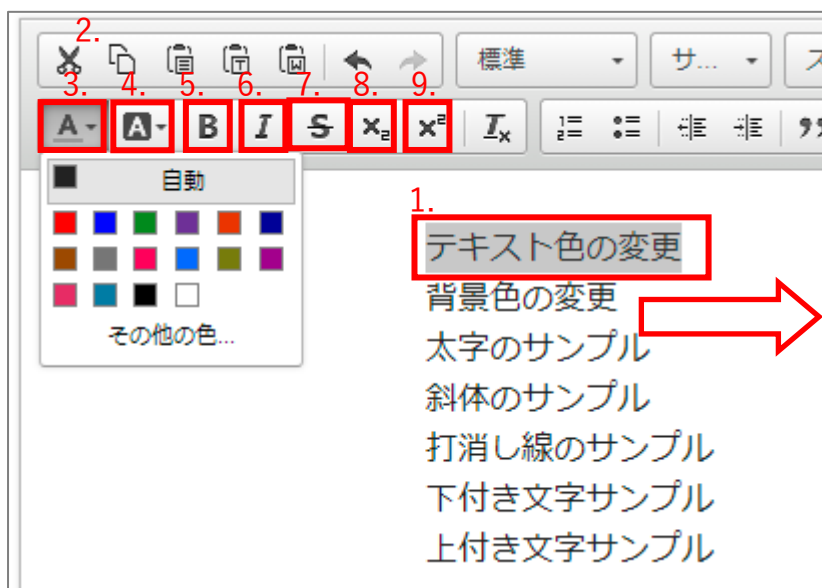 2.
標準
サ...
3. 4. 5. 6. 7. 8. 9.
A A B I S x₂ x² Tx
自動
その他の色...
1.
テキスト色の変更
背景色の変更
太字のサンプル
斜体のサンプル
打消し線のサンプル
下付き文字サンプル
上付き文字サンプル